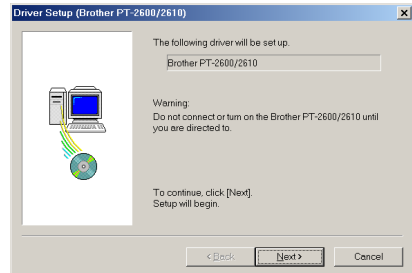 Driver Setup (Brother PT-2600/2610)
The following driver will be set up.
Brother PT-2600/2610
Warning:
Do not connect or turn on the Brother PT-2600/2610 until
you are directed to.
To continue, click [Next].
Setup will begin.
< Back
Next >
Cancel